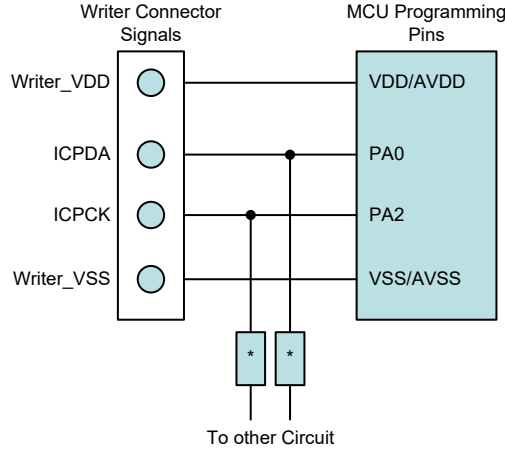 Writer Connector
Signals
MCU Programming
Pins
Writer_VDD
VDD/AVDD
ICPDA
PA0
ICPCK
PA2
Writer_VSS
VSS/AVSS
*
*
To other Circuit